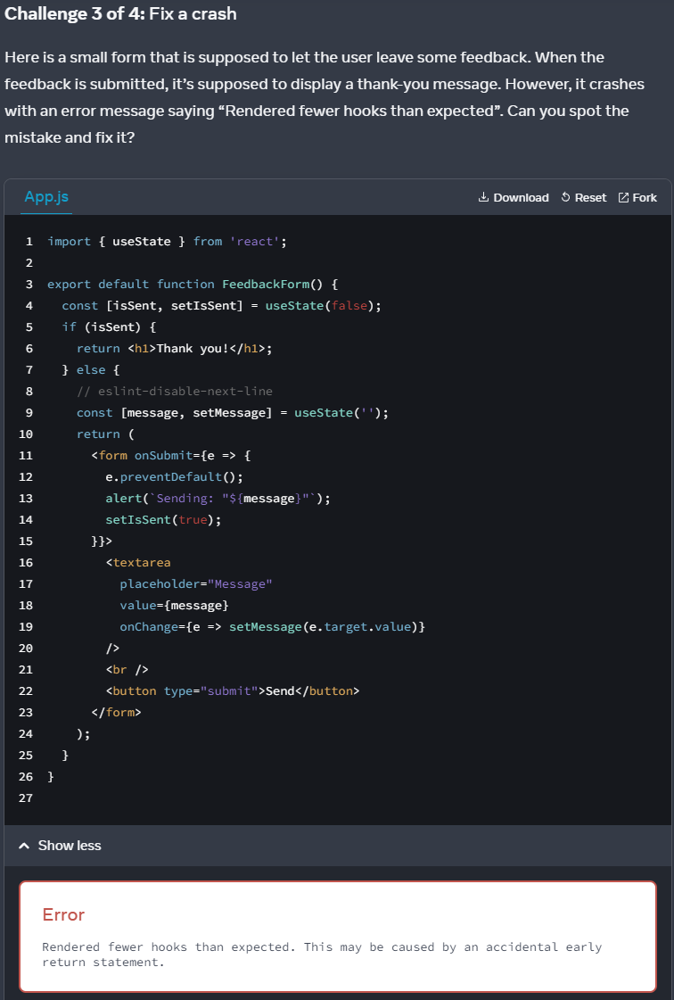 Challenge 3 of 4: Fix a crash
Here is a small form that is supposed to let the user leave some feedback. When the
feedback is submitted, it’s supposed to display a thank-you message. However, it crashes
with an error message saying “Rendered fewer hooks than expected”. Can you spot the
mistake and fix it?
App.js Download Reset Fork
1 import { useState } from 'react';
2
3 export default function FeedbackForm() {
4   const [isSent, setIsSent] = useState(false);
5   if (isSent) {
6     return <h1>Thank you!</h1>;
7   } else {
8     // eslint-disable-next-line
9     const [message, setMessage] = useState('');
10     return (
11       <form onSubmit={e => {
12         e.preventDefault();
13         alert(`Sending: "${message}"`);
14         setIsSent(true);
15       }}>
16         <textarea
17           placeholder="Message"
18           value={message}
19           onChange={e => setMessage(e.target.value)}
20         />
21         <br />
22         <button type="submit">Send</button>
23       </form>
24     );
25   }
26 }
27
Show less
Error
Rendered fewer hooks than expected. This may be caused by an accidental early
return statement.